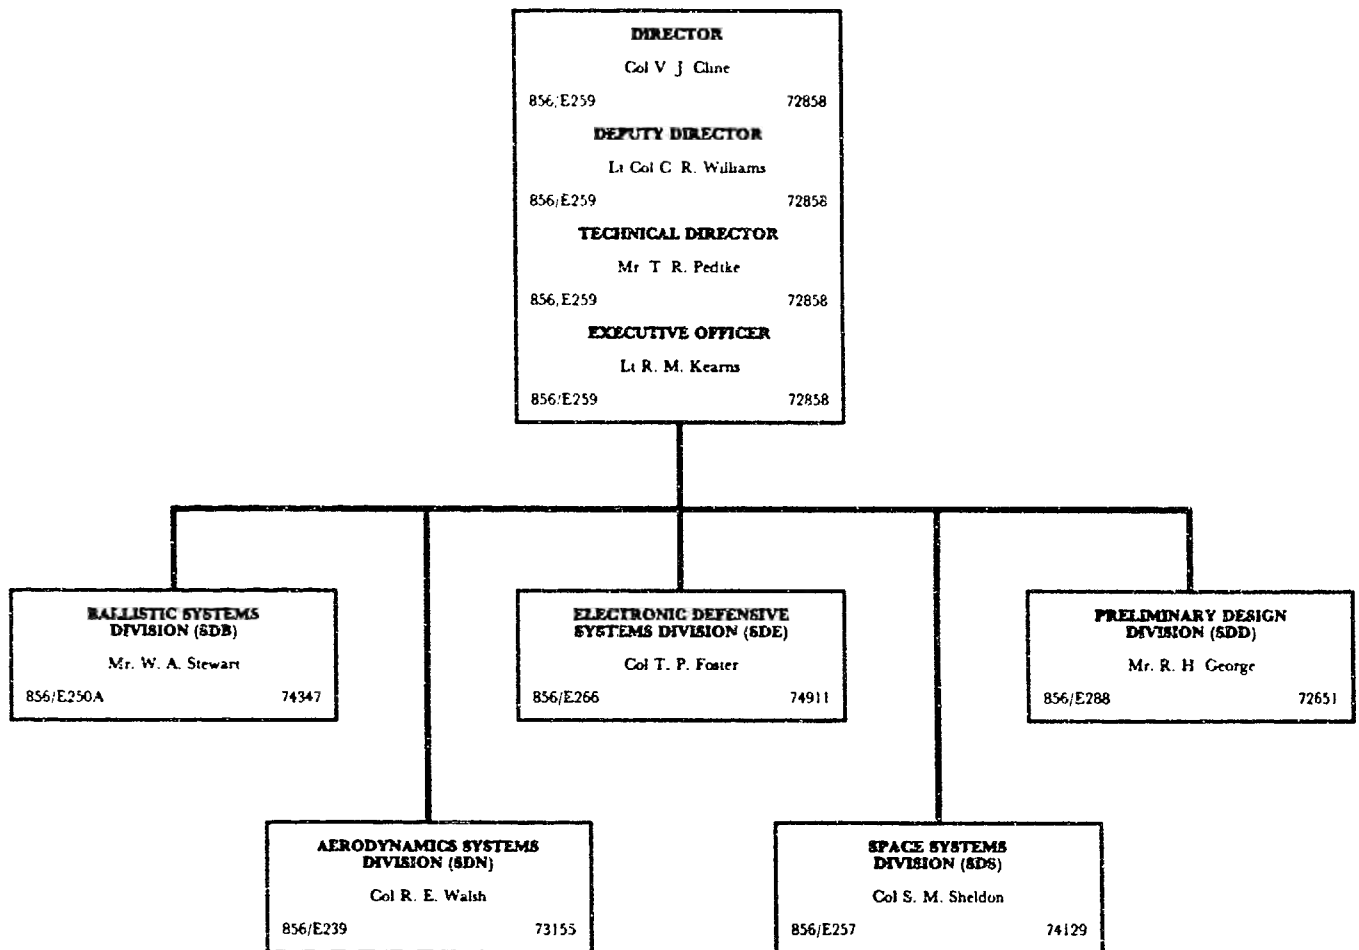 DIRECTOR
Col V J Cline
856/E259 72858
DEPUTY DIRECTOR
Lt Col C R. Williams
856/E259 72858
TECHNICAL DIRECTOR
Mr T R. Pedtke
856/E259 72858
EXECUTIVE OFFICER
Lt R. M. Kearns
856/E259 72858
BALLISTIC SYSTEMS
DIVISION (SDB)
Mr. W. A. Stewart
856/E250A 74347
ELECTRONIC DEFENSIVE
SYSTEMS DIVISION (SDE)
Col T. P. Foster
856/E266 74911
PRELIMINARY DESIGN
DIVISION (SDD)
Mr. R. H George
856/E288 72651
AERODYNAMICS SYSTEMS
DIVISION (SDN)
Col R. E. Walsh
856/E239 73155
SPACE SYSTEMS
DIVISION (SDS)
Col S. M. Sheldon
856/E257 74129